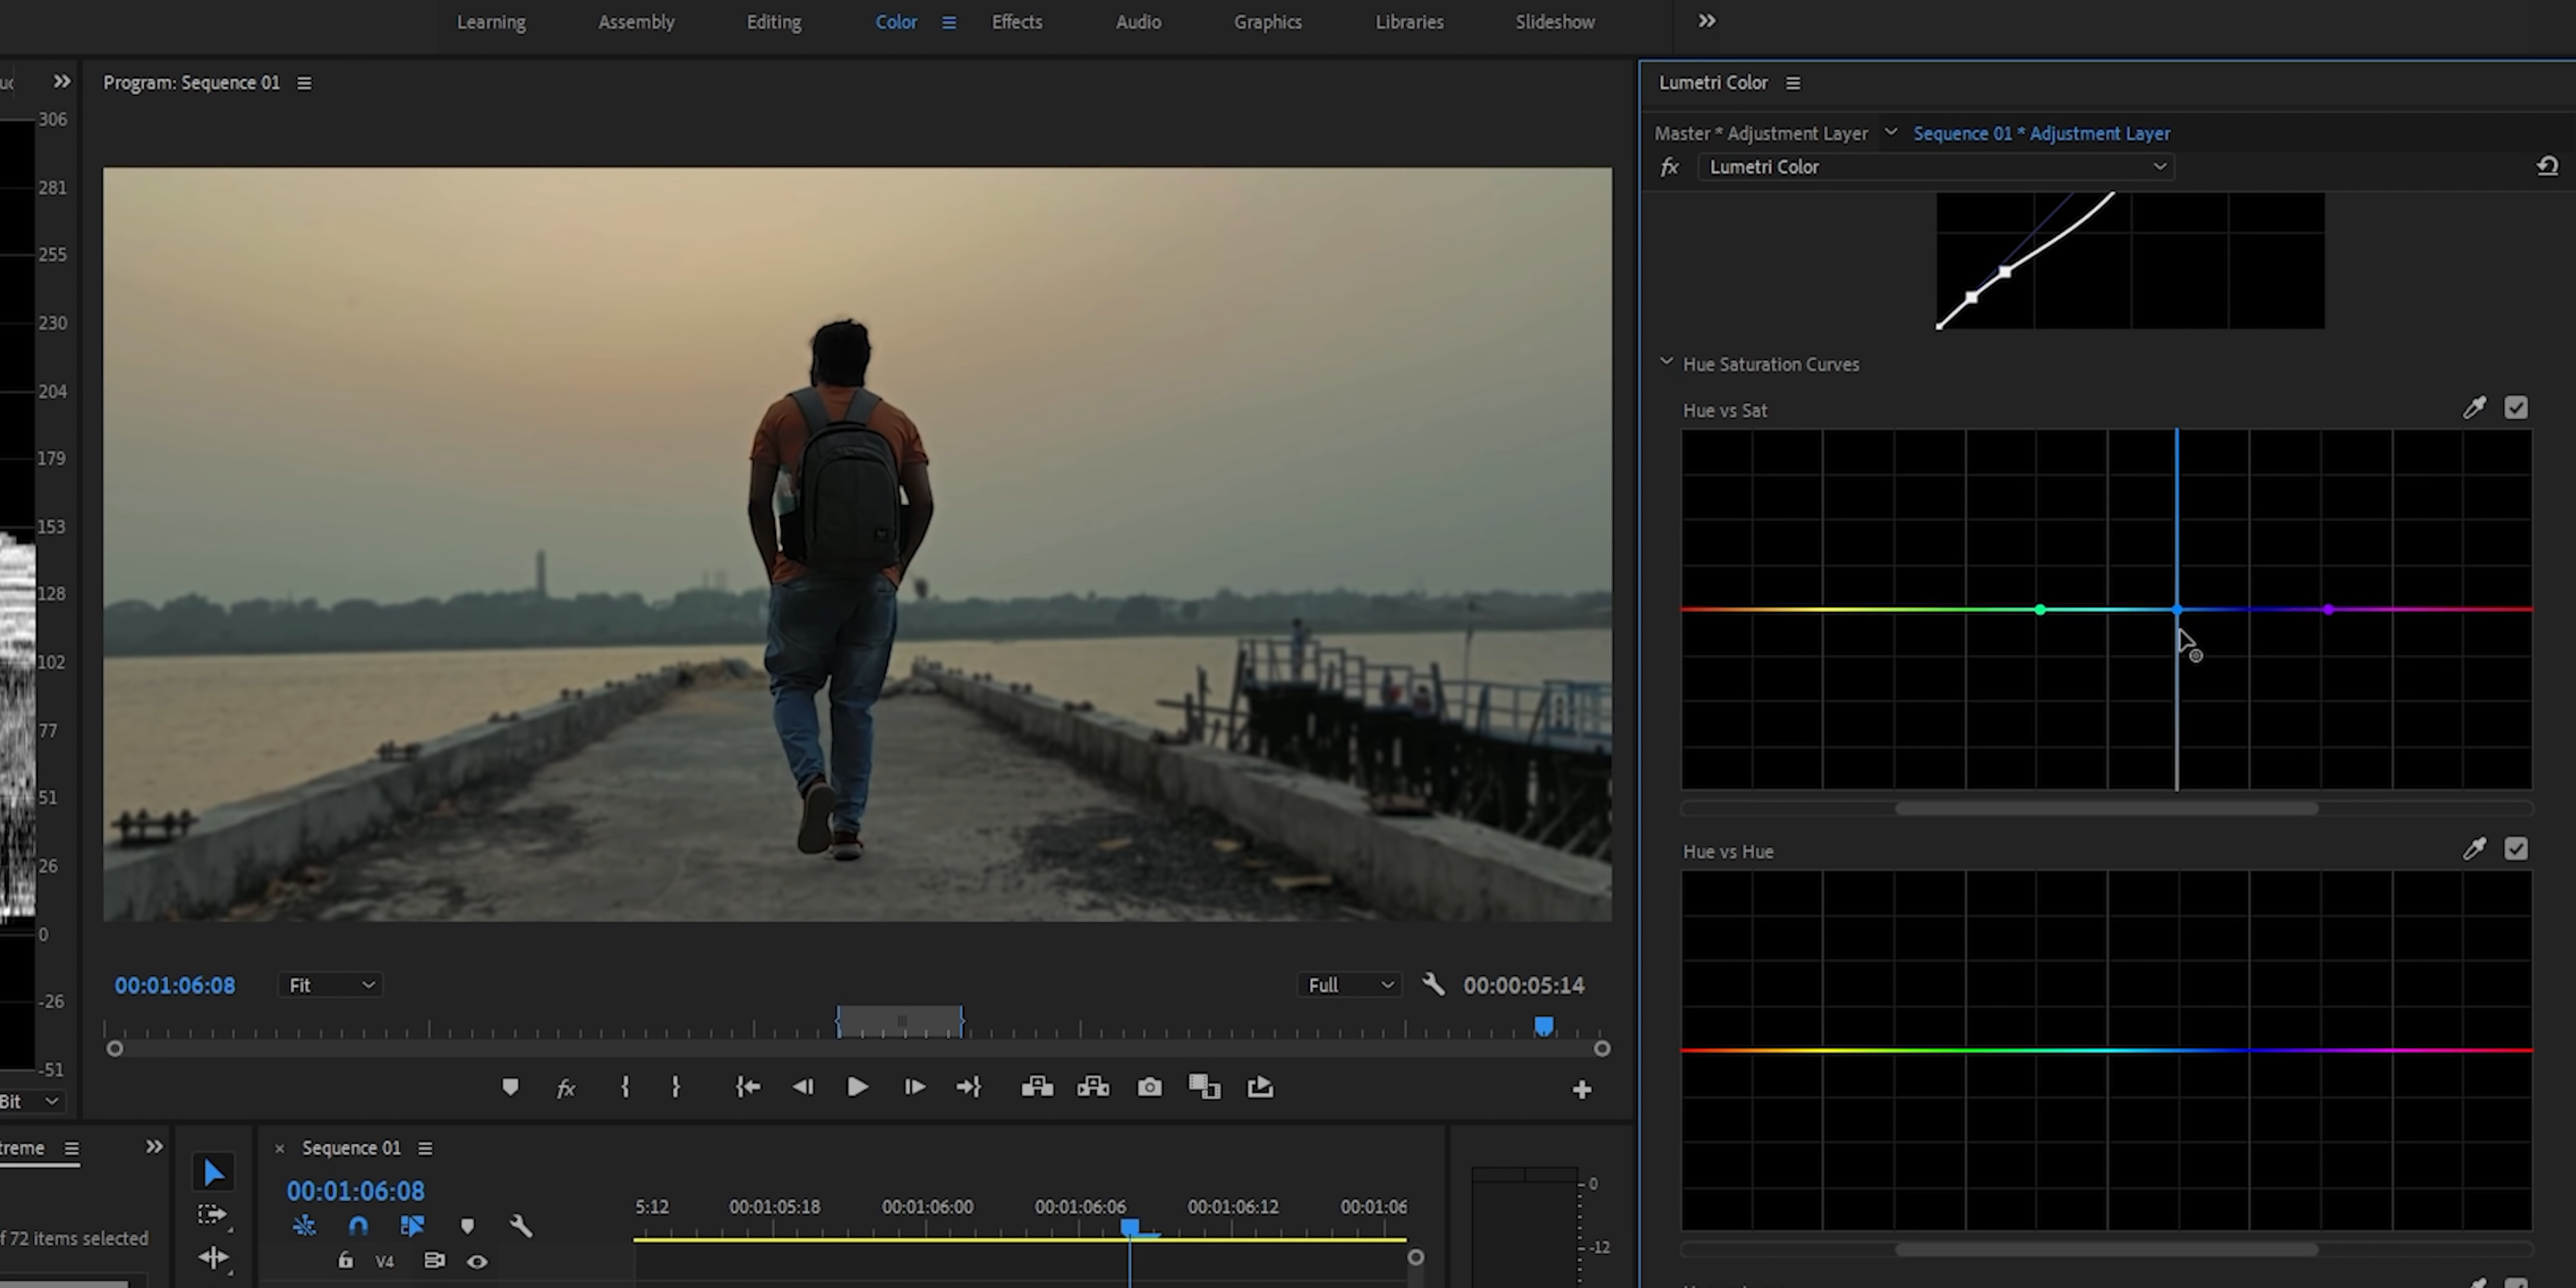 Learning Assembly Editing Color Effects Audio Graphics Libraries Slideshow
Program: Sequence 01
Lumetri Color
Master * Adjustment Layer Sequence 01 * Adjustment Layer
fx Lumetri Color
306
281
255
230
204
179
153
128
102
77
51
26
0
-26
-51
Bit
Hue Saturation Curves
Hue vs Sat
Hue vs Hue
00:01:06:08 Fit Full 00:00:05:14
fx
Sequence 01
00:01:06:08
5:12 00:01:05:18 00:01:06:00 00:01:06:06 00:01:06:12 00:01:06
V4
f 72 items selected
0
-12